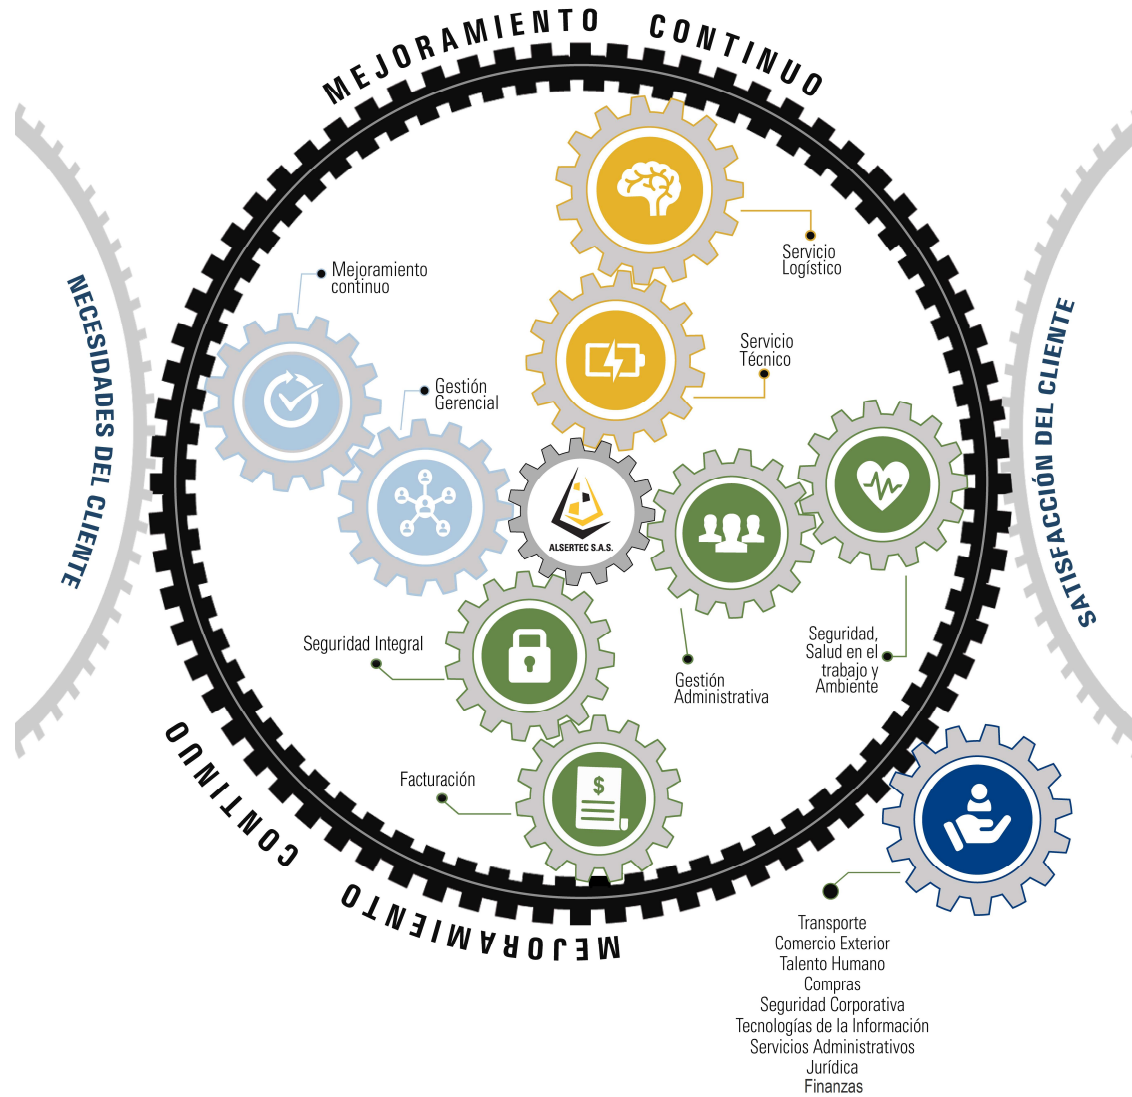 MEJORAMIENTO CONTINUO
Servicio
Logístico
Mejoramiento
continuo
NECESIDADES DEL CLIENTE
SATISFACCIÓN DEL CLIENTE
Servicio
Técnico
Gestión
Gerencial
ALSERTEC S.A.S.
Seguridad Integral
Gestión
Administrativa
Seguridad,
Salud en el
trabajo y
Ambiente
Facturación
$
MEJORAMIENTO CONTINUO
Transporte
Comercio Exterior
Talento Humano
Compras
Seguridad Corporativa
Tecnologías de la Información
Servicios Administrativos
Jurídica
Finanzas